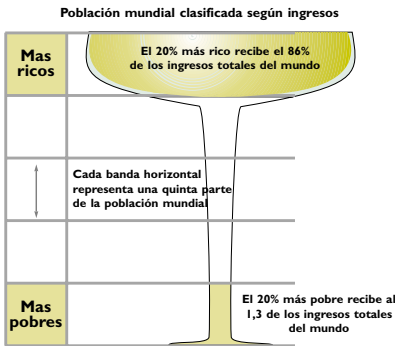 Población mundial clasificada según ingresos
Mas
ricos
El 20% más rico recibe el 86%
de los ingresos totales del mundo
Cada banda horizontal
representa una quinta parte
de la población mundial
Mas
pobres
El 20% más pobre recibe al
1,3 de los ingresos totales
del mundo